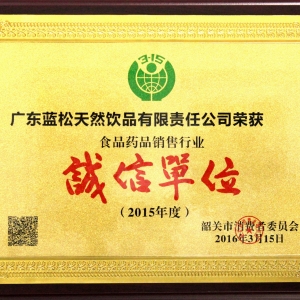 3·15
广东蓝松天然饮品有限责任公司荣获
食品药品销售行业
誠信單位
(2015年度)
韶关市消费者委员会
2016年3月15日